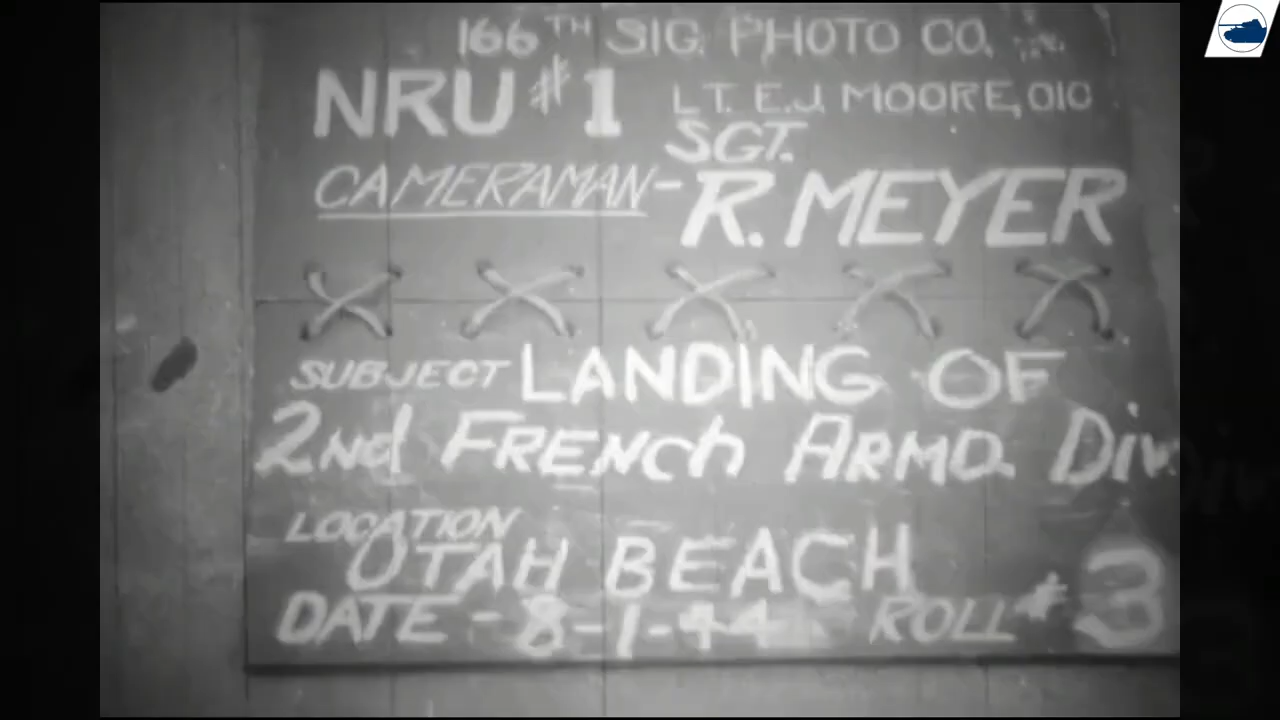 166TH SIG. PHOTO CO.
NRU #1 LT. E.J. MOORE, 010
SGT.
CAMERAMAN - R. MEYER
SUBJECT LANDING OF
2nd FRENCH ARMD. Div
LOCATION
UTAH BEACH
DATE - 8-1-44 ROLL # 3